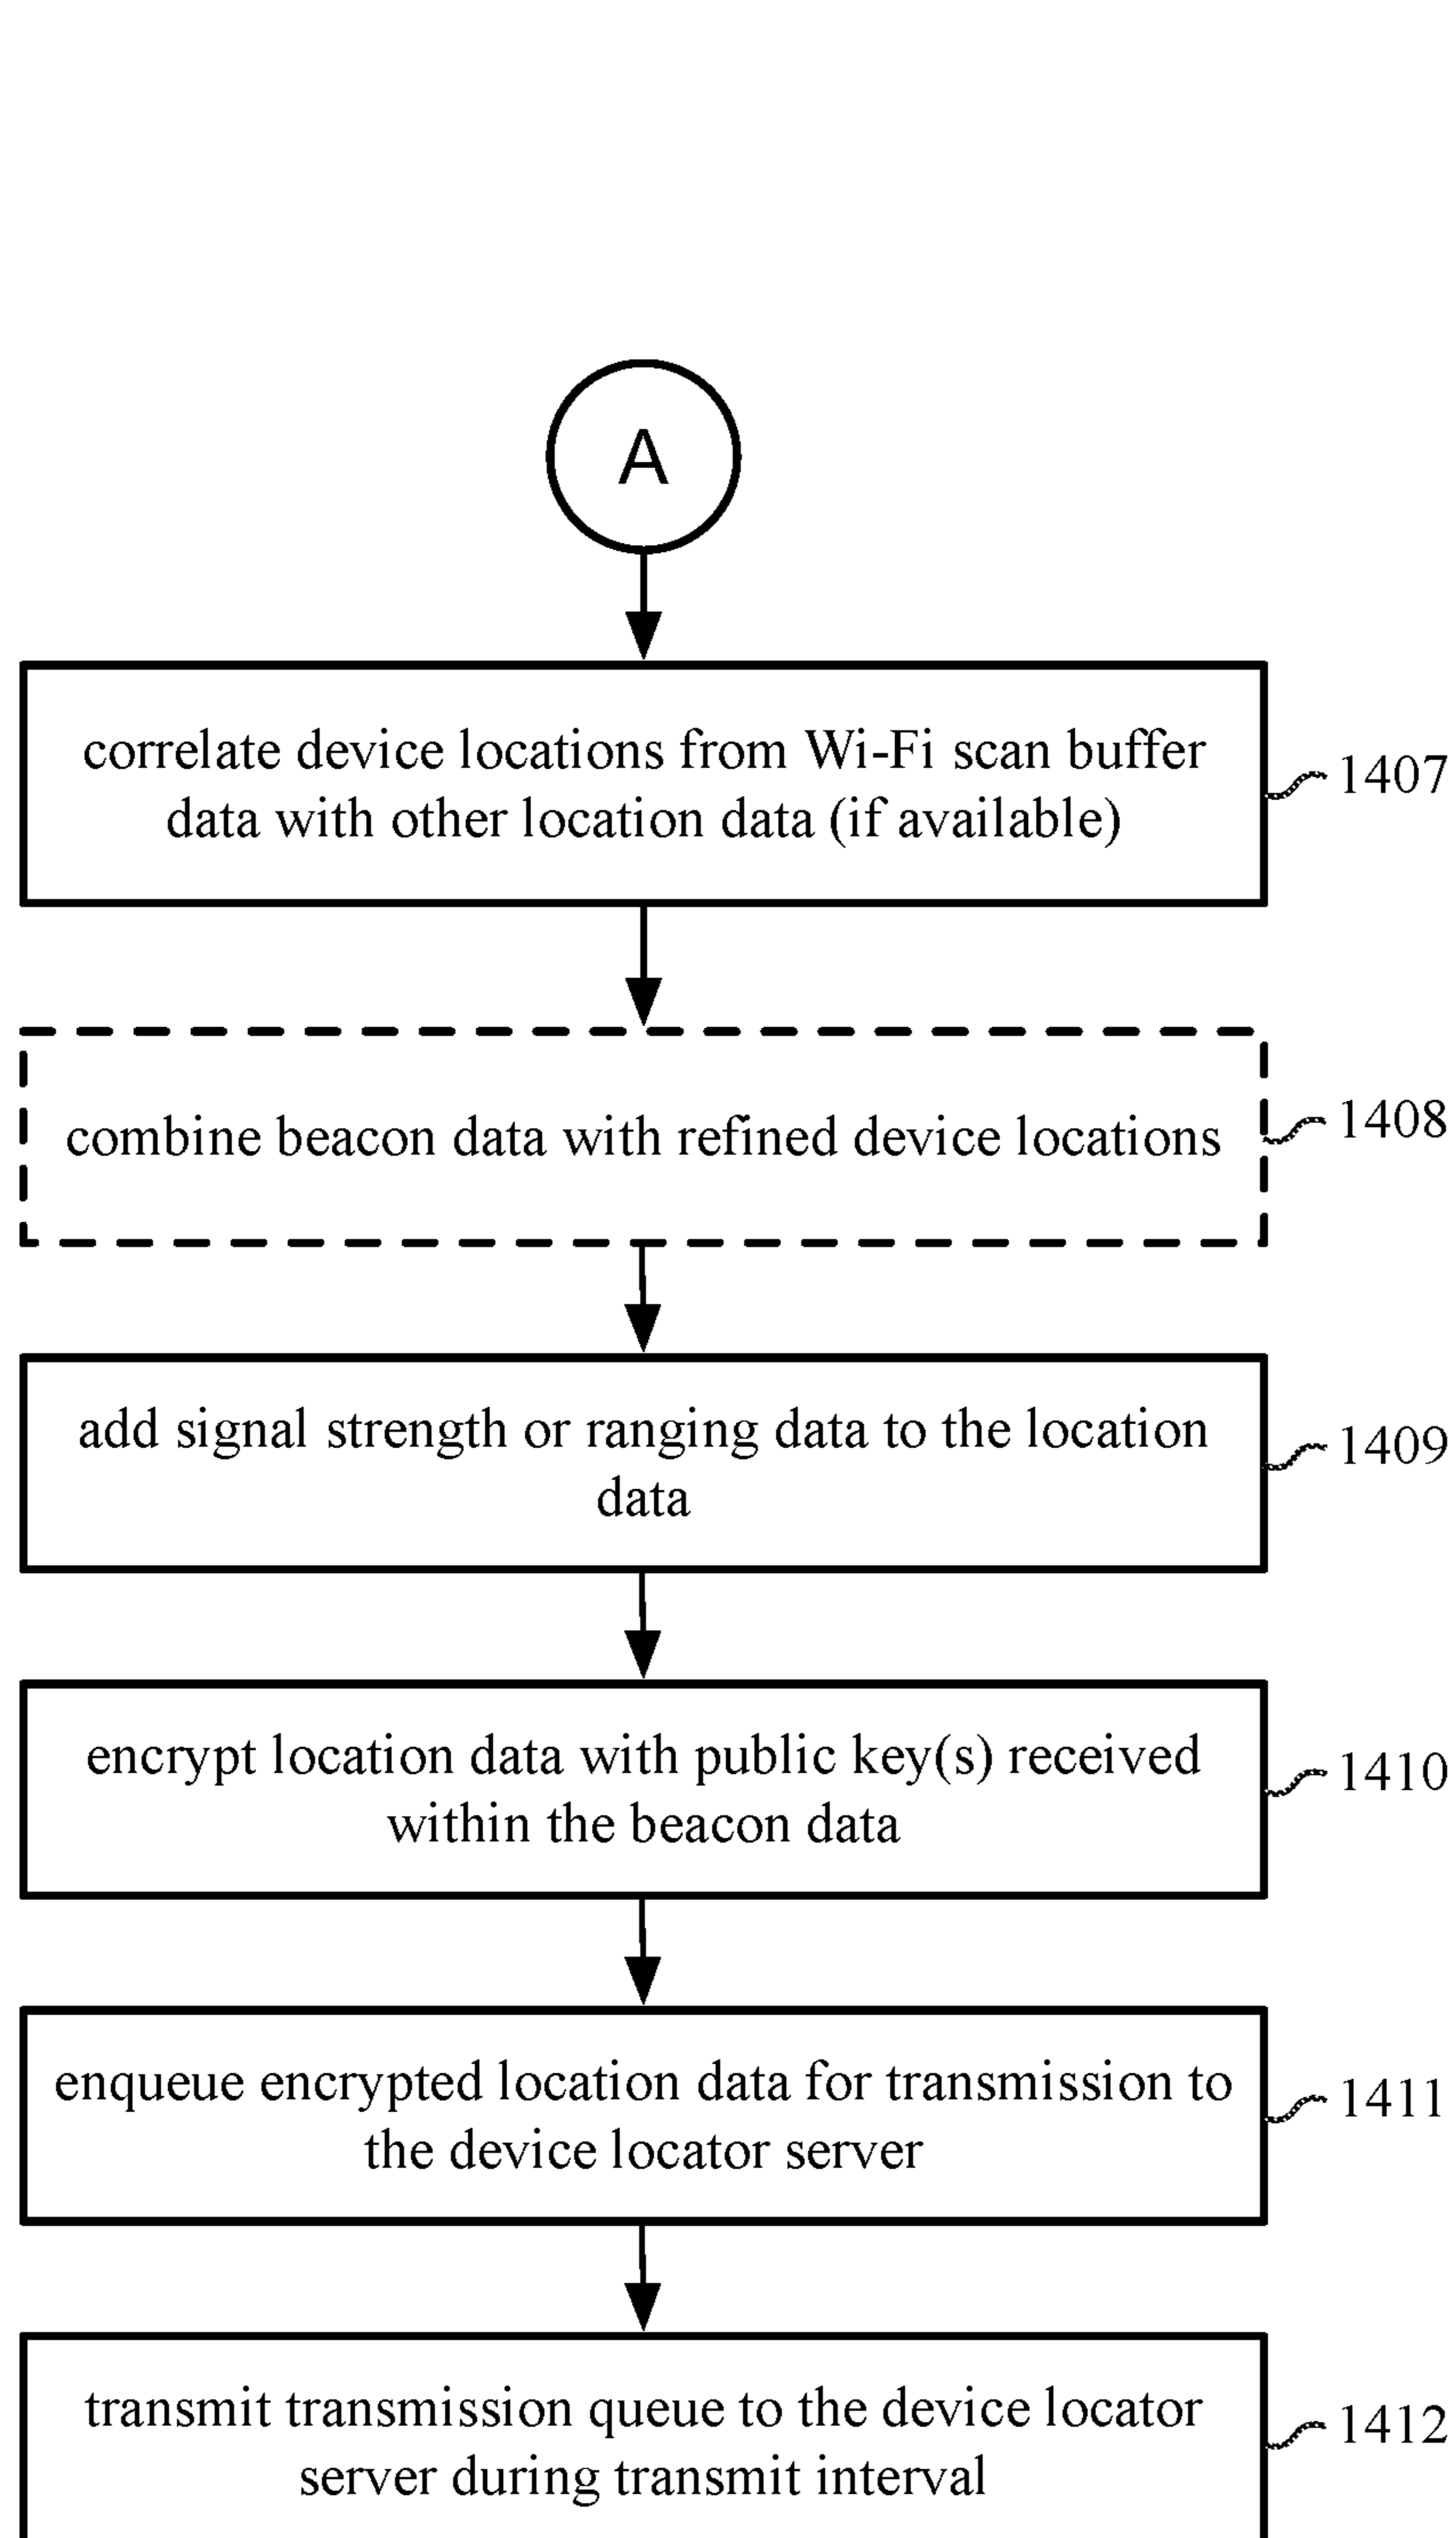 A
correlate device locations from Wi-Fi scan buffer
data with other location data (if available)
1407
combine beacon data with refined device locations
1408
add signal strength or ranging data to the location
data
1409
encrypt location data with public key(s) received
within the beacon data
1410
enqueue encrypted location data for transmission to
the device locator server
1411
transmit transmission queue to the device locator
server during transmit interval
1412